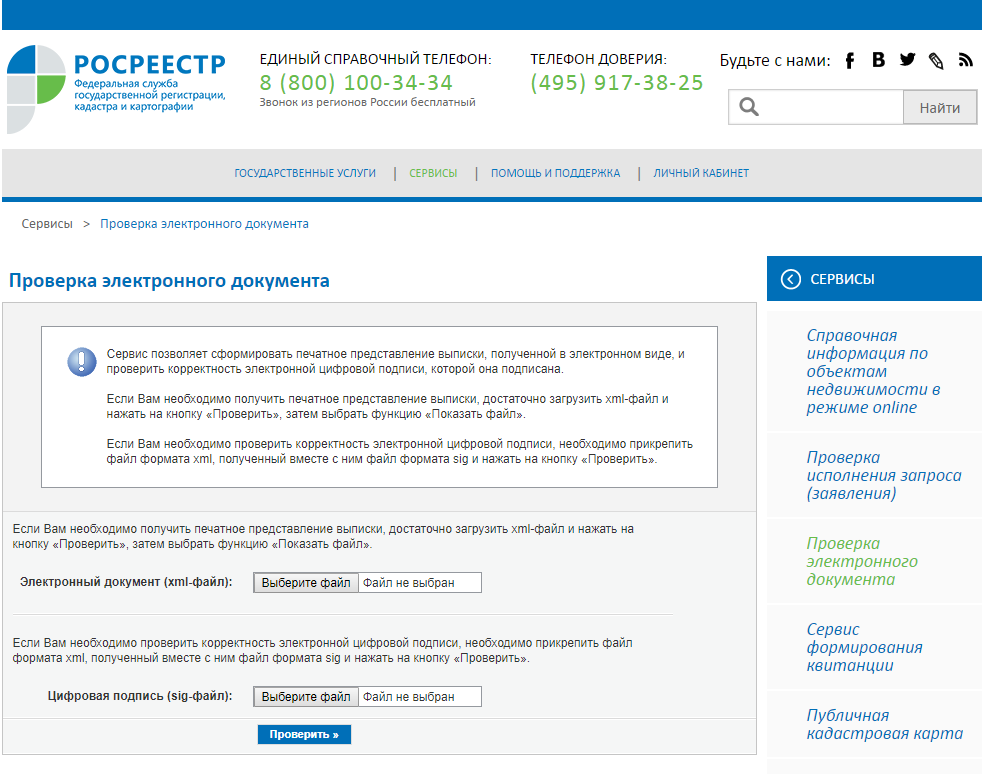 РОСРЕЕСТР
Федеральная служба
государственной регистрации,
кадастра и картографии
ЕДИНЫЙ СПРАВОЧНЫЙ ТЕЛЕФОН:
8 (800) 100-34-34
Звонок из регионов России бесплатный
ТЕЛЕФОН ДОВЕРИЯ:
(495) 917-38-25
Будьте с нами:
Найти
ГОСУДАРСТВЕННЫЕ УСЛУГИ | СЕРВИСЫ | ПОМОЩЬ И ПОДДЕРЖКА | ЛИЧНЫЙ КАБИНЕТ
Сервисы > Проверка электронного документа
Проверка электронного документа
Сервис позволяет сформировать печатное представление выписки, полученной в электронном виде, и
проверить корректность электронной цифровой подписи, которой она подписана.
Если Вам необходимо получить печатное представление выписки, достаточно загрузить xml-файл и
нажать на кнопку «Проверить», затем выбрать функцию «Показать файл».
Если Вам необходимо проверить корректность электронной цифровой подписи, необходимо прикрепить
файл формата xml, полученный вместе с ним файл формата sig и нажать на кнопку «Проверить».
Если Вам необходимо получить печатное представление выписки, достаточно загрузить xml-файл и нажать на
кнопку «Проверить», затем выбрать функцию «Показать файл».
Электронный документ (xml-файл): Выберите файл Файл не выбран
Если Вам необходимо проверить корректность электронной цифровой подписи, необходимо прикрепить файл
формата xml, полученный вместе с ним файл формата sig и нажать на кнопку «Проверить».
Цифровая подпись (sig-файл): Выберите файл Файл не выбран
Проверить »
СЕРВИСЫ
Справочная
информация по
объектам
недвижимости в
режиме online
Проверка
исполнения запроса
(заявления)
Проверка
электронного
документа
Сервис
формирования
квитанции
Публичная
кадастровая карта